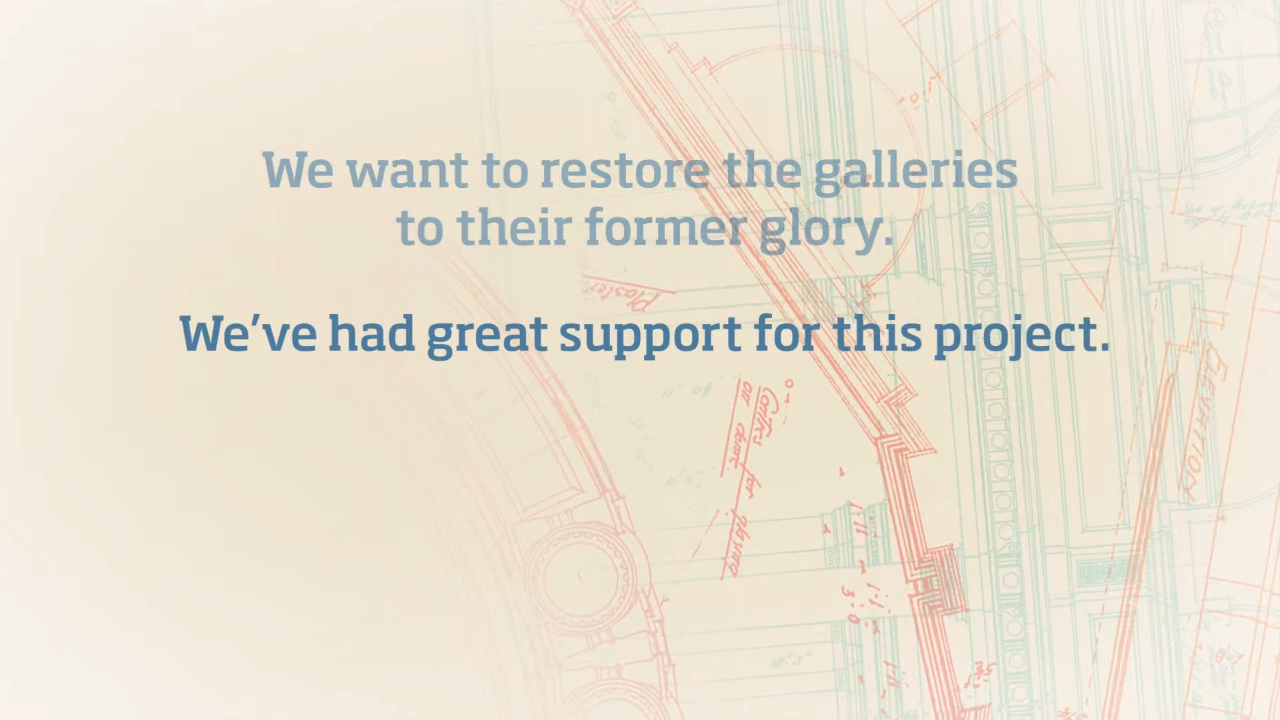 We want to restore the galleries
to their former glory.
We've had great support for this project.
Plaster
ELEVATION